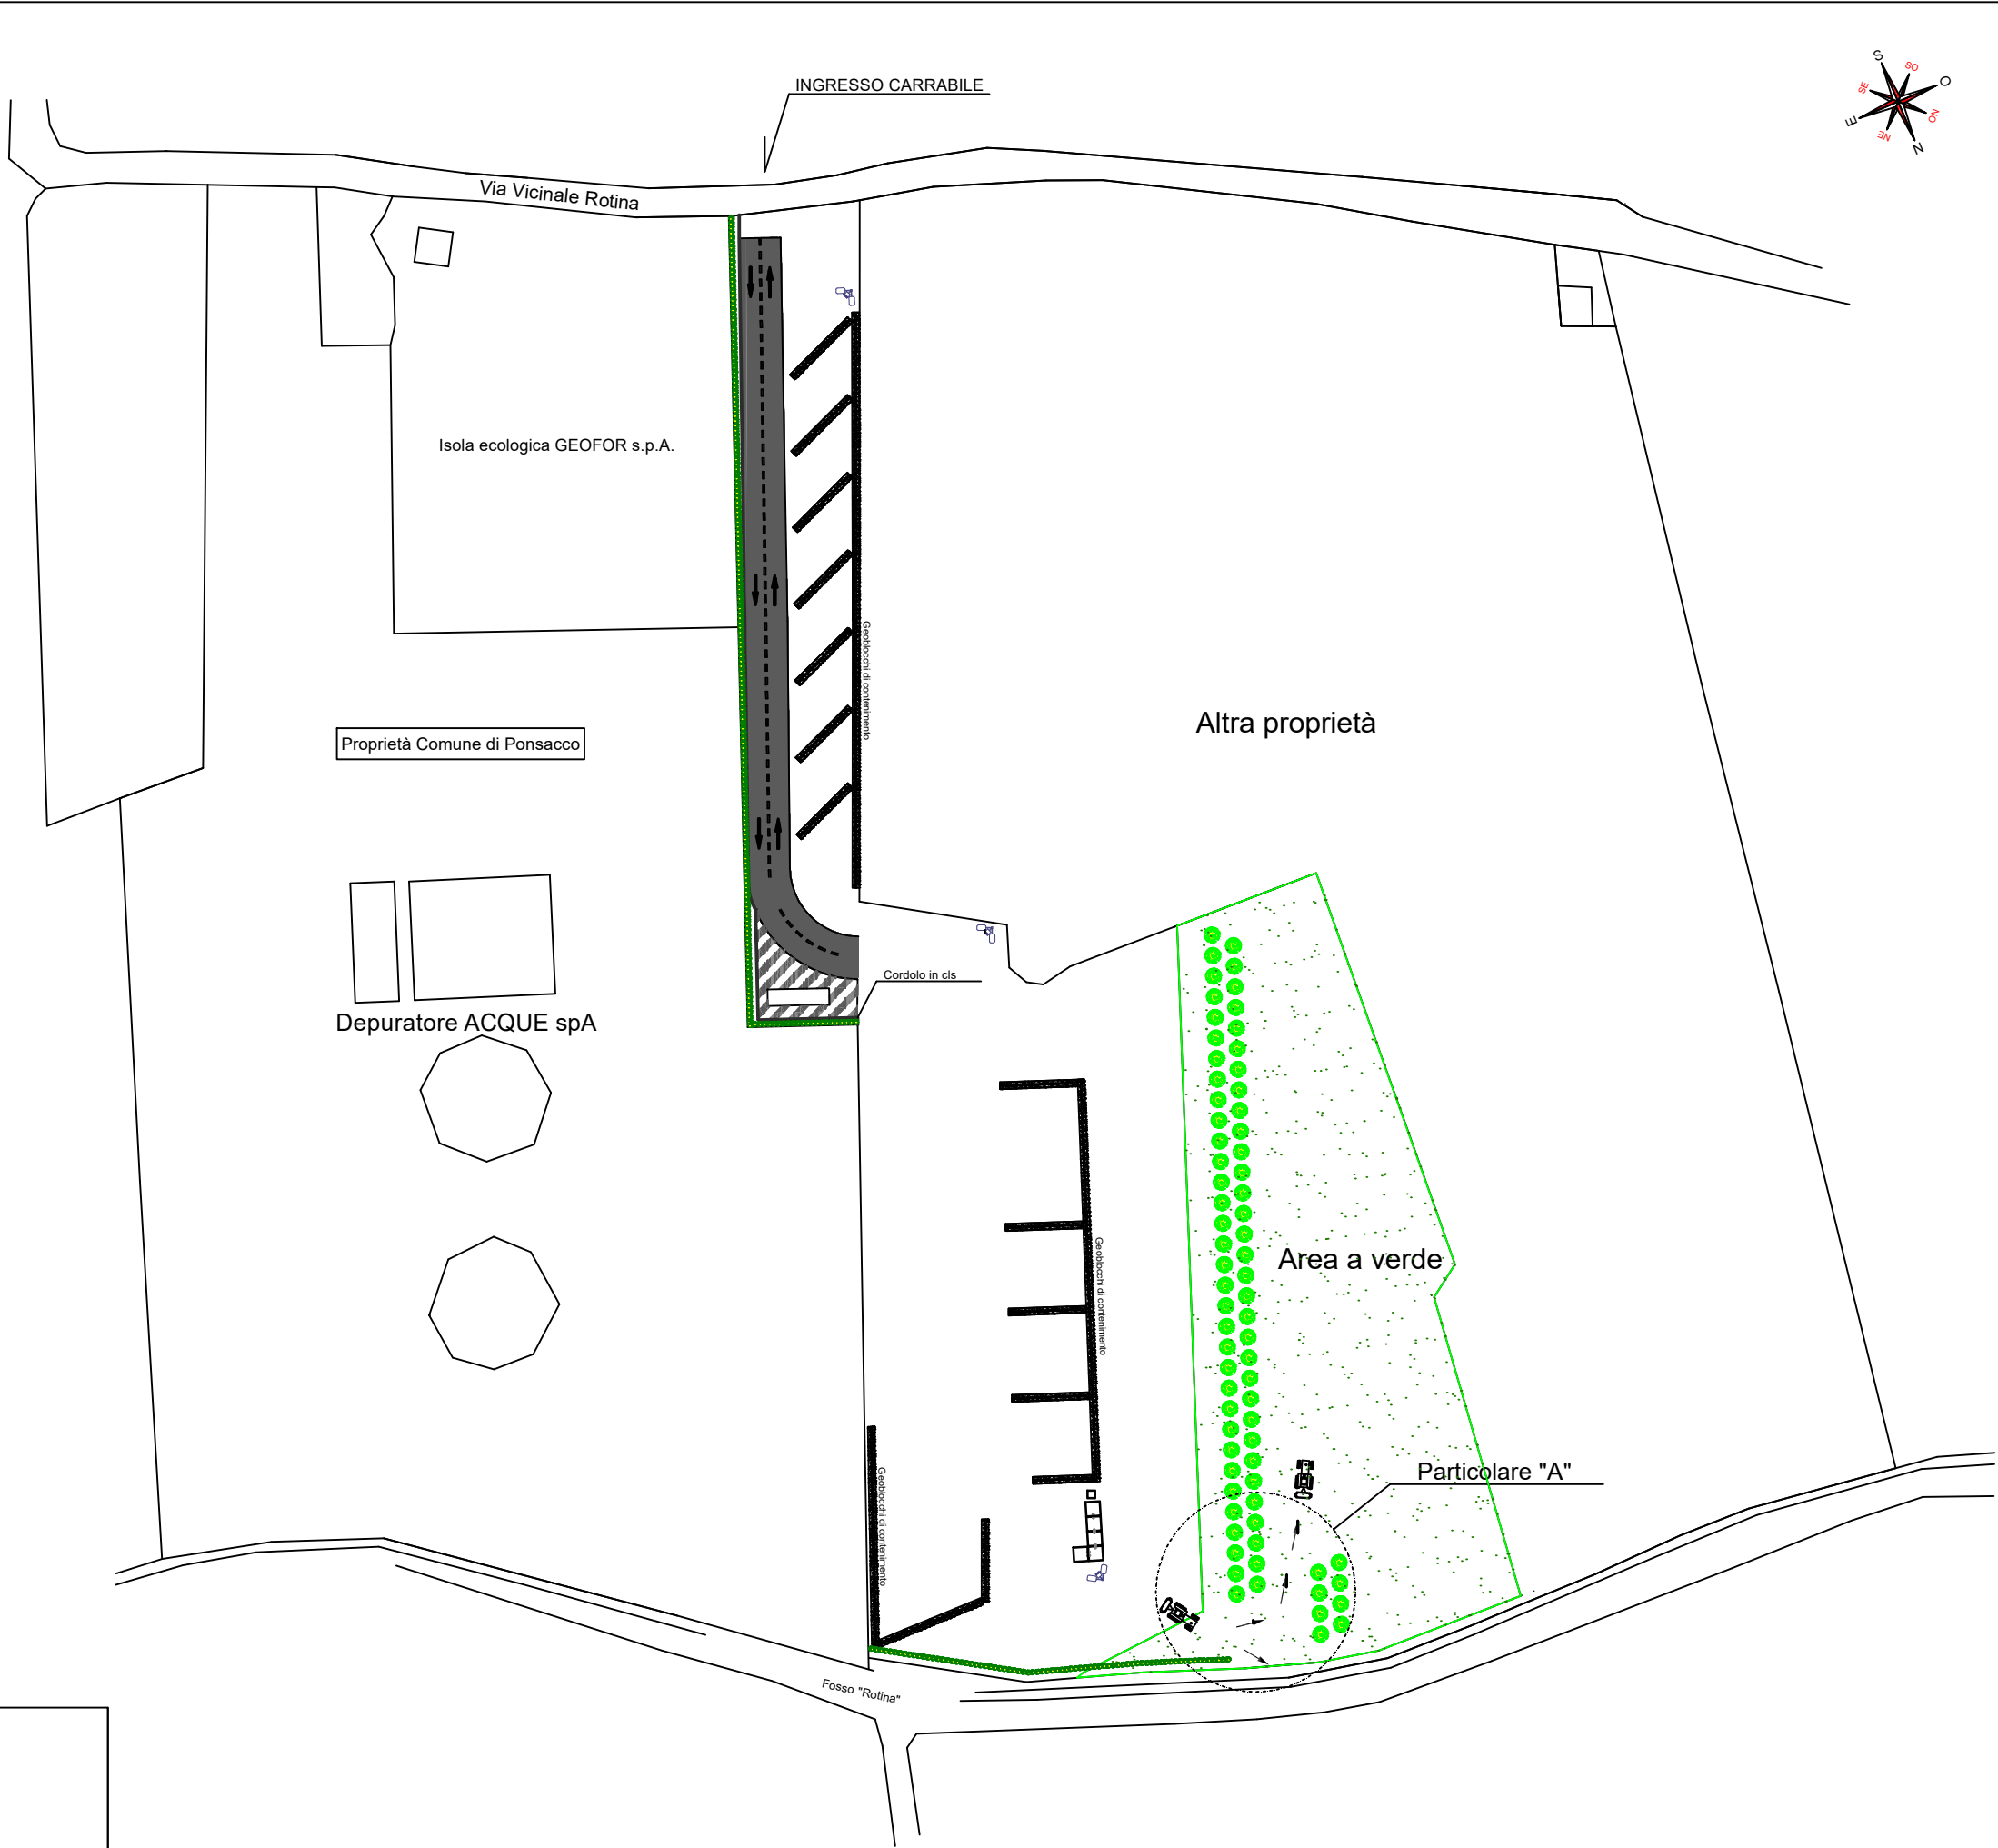 INGRESSO CARRABILE
S
SO
O
NO
N
NE
E
SE
Via Vicinale Rotina
Isola ecologica GEOFOR s.p.A.
Geoblocchi di contenimento
Altra proprietà
Proprietà Comune di Ponsacco
Cordolo in cls
Depuratore ACQUE spA
Area a verde
Geoblocchi di contenimento
Particolare "A"
Geoblocchi di contenimento
Fosso "Rotina"